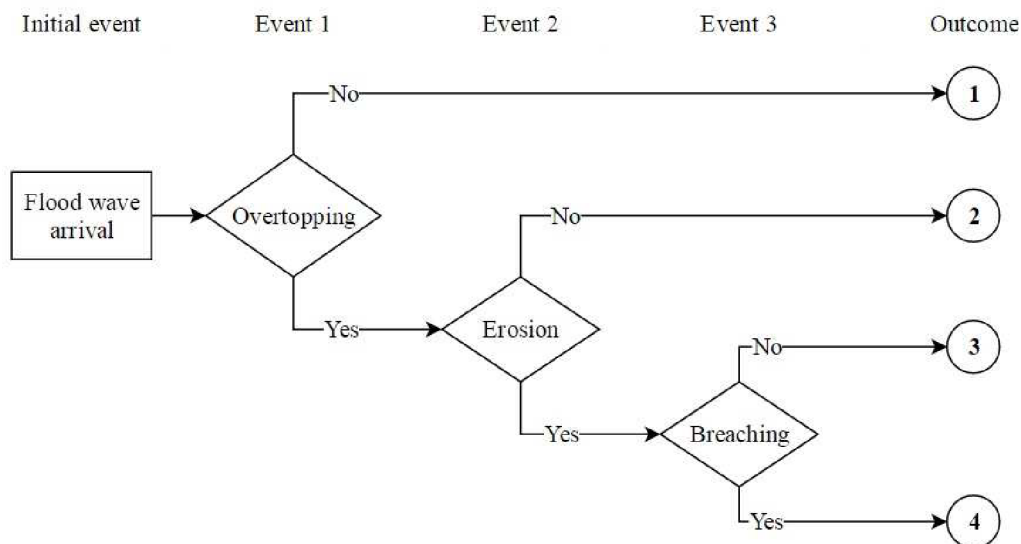 Initial event Event 1 Event 2 Event 3 Outcome
No
1
Flood wave
arrival
Overtopping
No
2
Yes
Erosion
No
3
Yes
Breaching
Yes
4